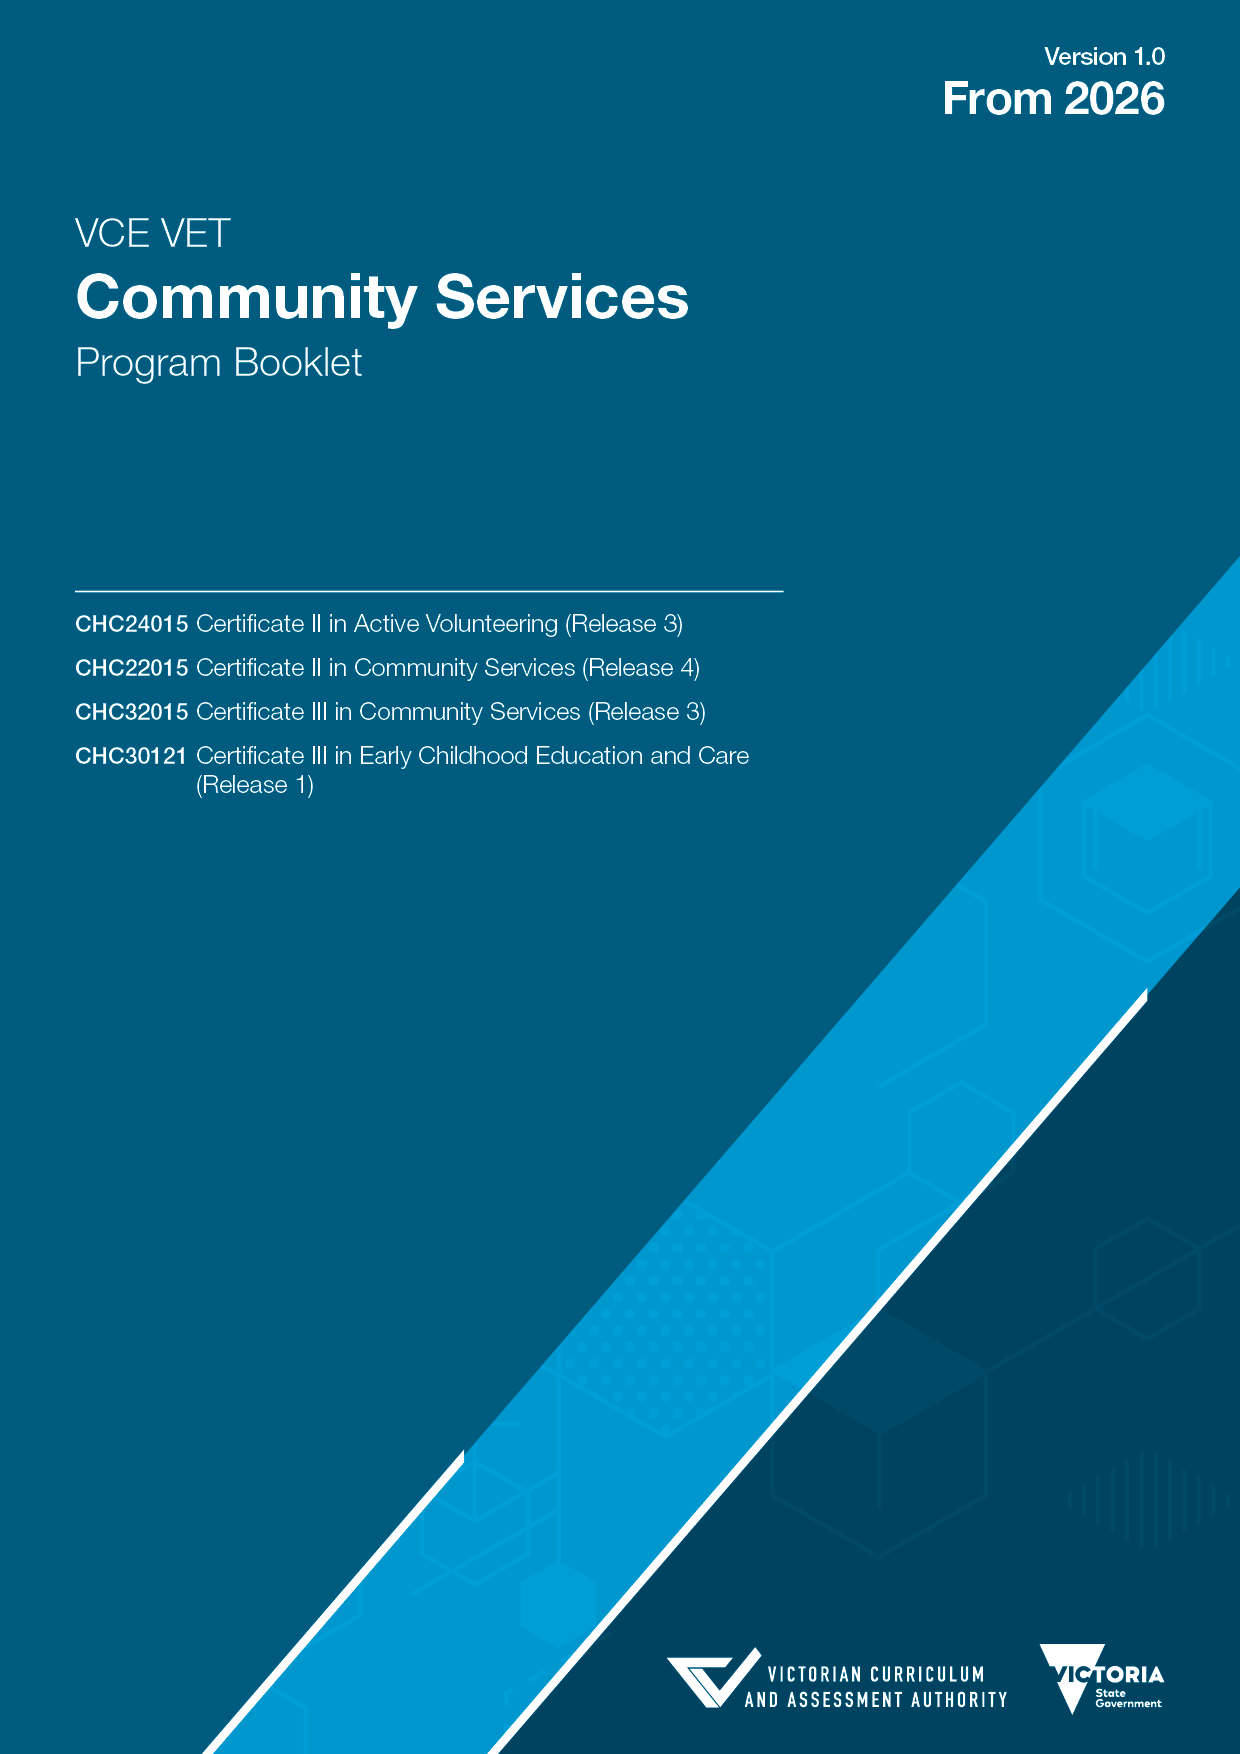 Version 1.0
From 2026
VCE VET
Community Services
Program Booklet
CHC24015 Certificate II in Active Volunteering (Release 3)
CHC22015 Certificate II in Community Services (Release 4)
CHC32015 Certificate III in Community Services (Release 3)
CHC30121 Certificate III in Early Childhood Education and Care
(Release 1)
VICTORIAN CURRICULUM
AND ASSESSMENT AUTHORITY
VICTORIA
State
Government